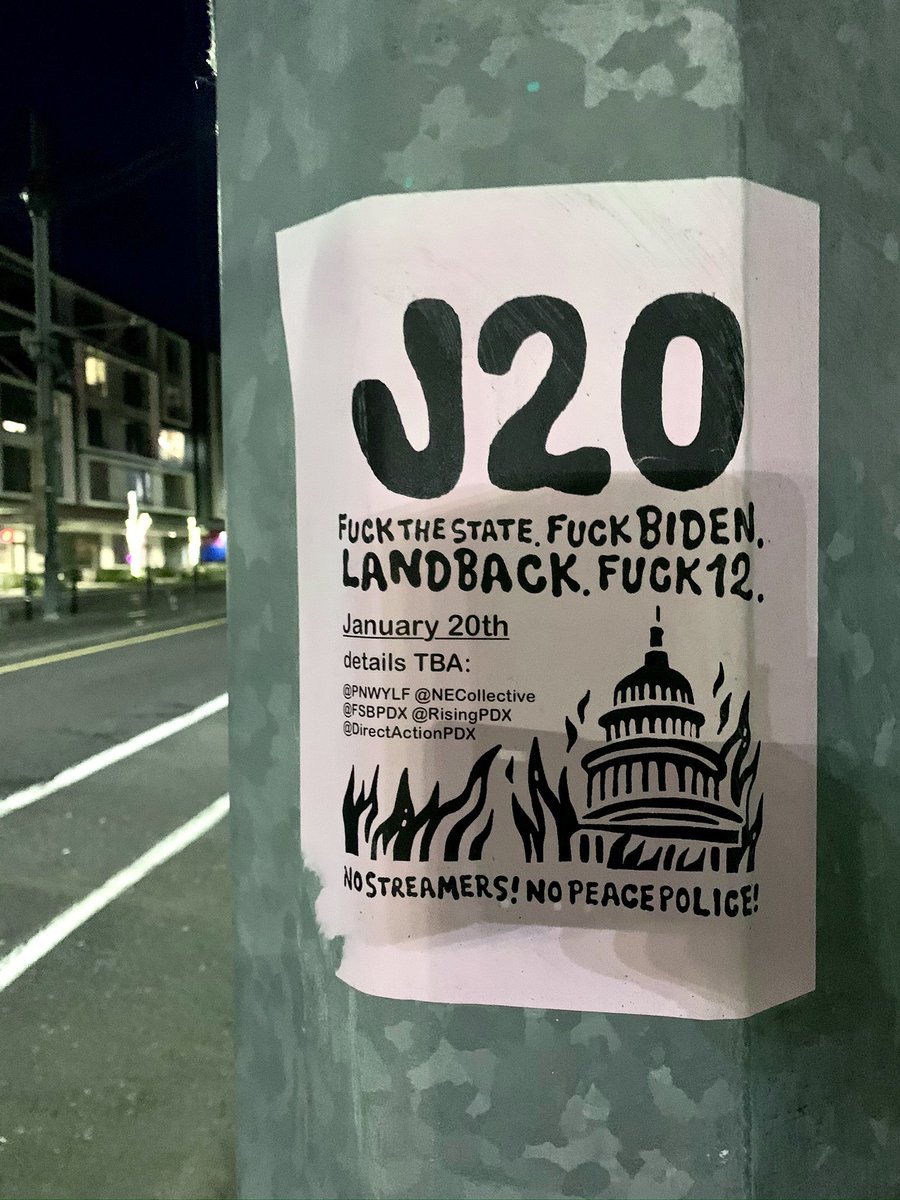 J20
FUCK THE STATE. FUCK BIDEN.
LANDBACK. FUCK 12.
January 20th
details TBA:
@PNWYLF @NECollective
@FSBPDX @RisingPDX
@DirectActionPDX
NO STREAMERS! NO PEACE POLICE!